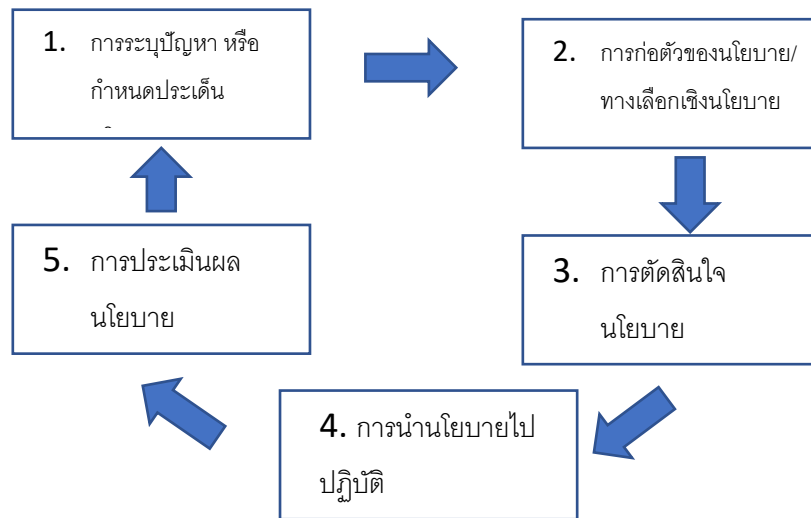 1. การระบุปัญหา หรือ
กำหนดประเด็น
2. การก่อตัวของนโยบาย/
ทางเลือกเชิงนโยบาย
3. การตัดสินใจ
นโยบาย
4. การนำนโยบายไป
ปฏิบัติ
5. การประเมินผล
นโยบาย